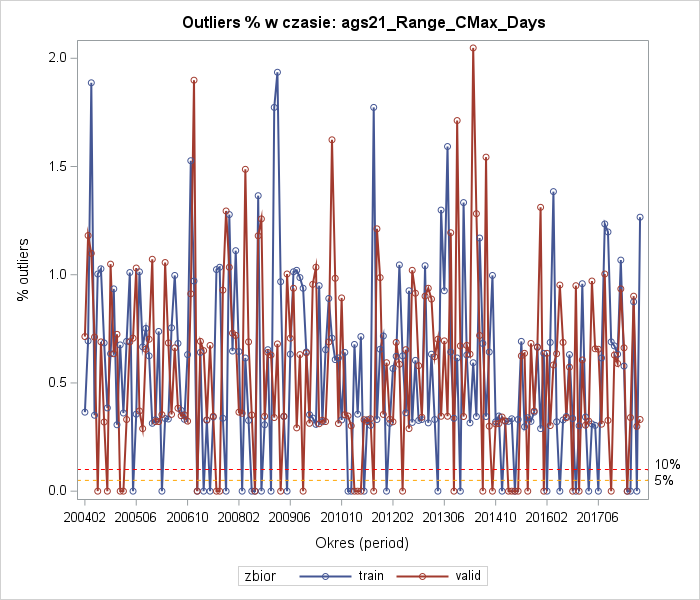 Outliers % w czasie: ags21_Range_CMax_Days
% outliers
2.0
1.5
1.0
0.5
0.0
10%
5%
200402 200506 200610 200802 200906 201010 201202 201306 201410 201602 201706
Okres (period)
zbior train valid